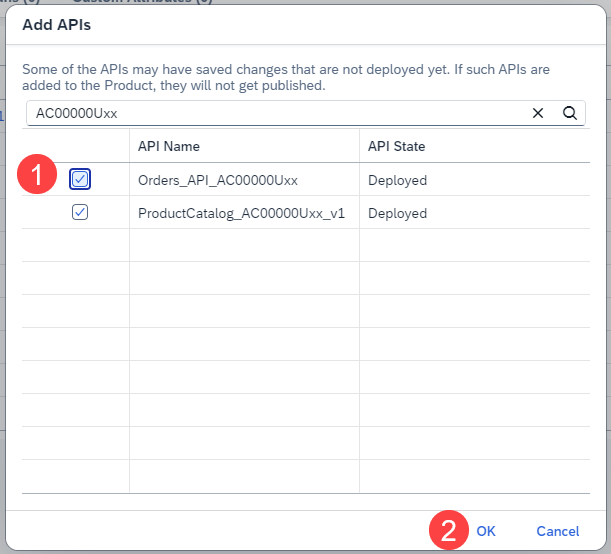 Add APIs
Some of the APIs may have saved changes that are not deployed yet. If such APIs are
added to the Product, they will not get published.
AC00000Uxx
API Name API State
1 Orders_API_AC00000Uxx Deployed
ProductCatalog_AC00000Uxx_v1 Deployed
2 OK Cancel